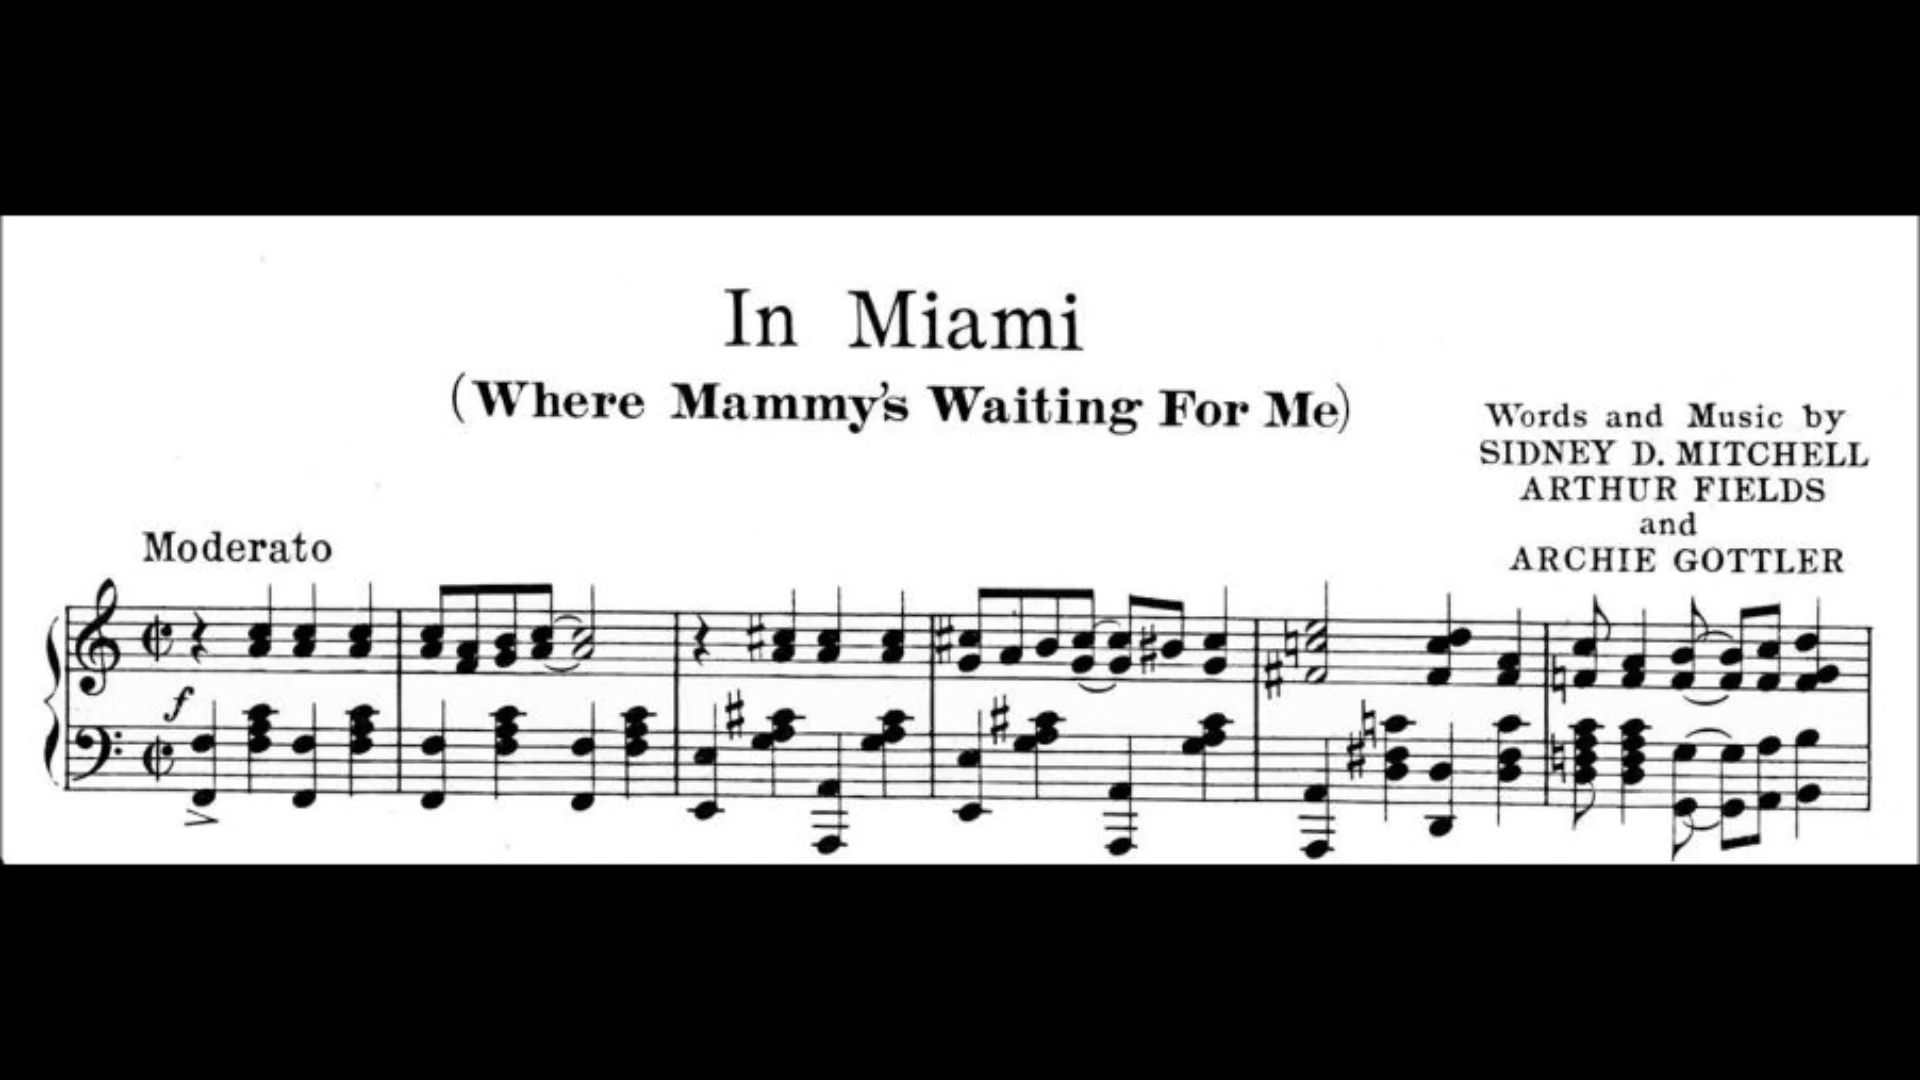 In Miami
(Where Mammy's Waiting For Me)
Words and Music by
SIDNEY D. MITCHELL
ARTHUR FIELDS
and
ARCHIE GOTTLER
Moderato
f